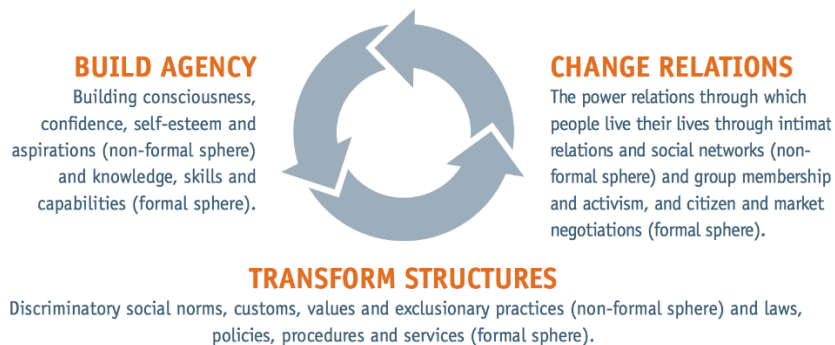 BUILD AGENCY
Building consciousness,
confidence, self-esteem and
aspirations (non-formal sphere)
and knowledge, skills and
capabilities (formal sphere).
CHANGE RELATIONS
The power relations through which
people live their lives through intimat
relations and social networks (non-
formal sphere) and group membership
and activism, and citizen and market
negotiations (formal sphere).
TRANSFORM STRUCTURES
Discriminatory social norms, customs, values and exclusionary practices (non-formal sphere) and laws,
policies, procedures and services (formal sphere).